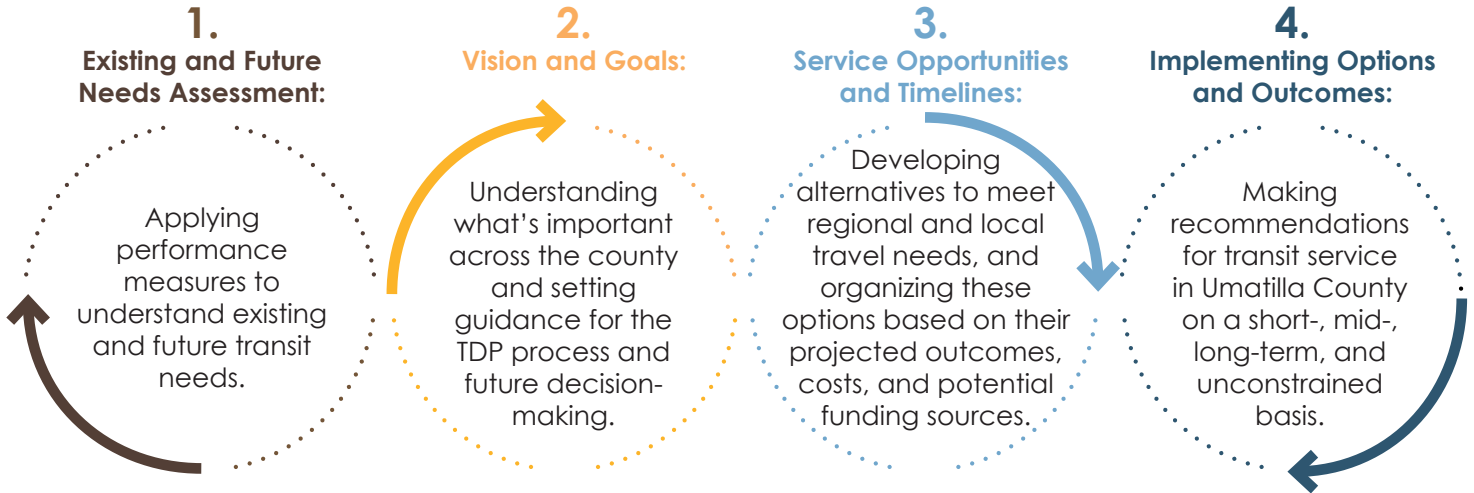 1.
Existing and Future
Needs Assessment:
Applying
performance
measures to
understand existing
and future transit
needs.
2.
Vision and Goals:
Understanding
what’s important
across the county
and setting
guidance for the
TDP process and
future decision-
making.
3.
Service Opportunities
and Timelines:
Developing
alternatives to meet
regional and local
travel needs, and
organizing these
options based on their
projected outcomes,
costs, and potential
funding sources.
4.
Implementing Options
and Outcomes:
Making
recommendations
for transit service
in Umatilla County
on a short-, mid-,
long-term, and
unconstrained
basis.